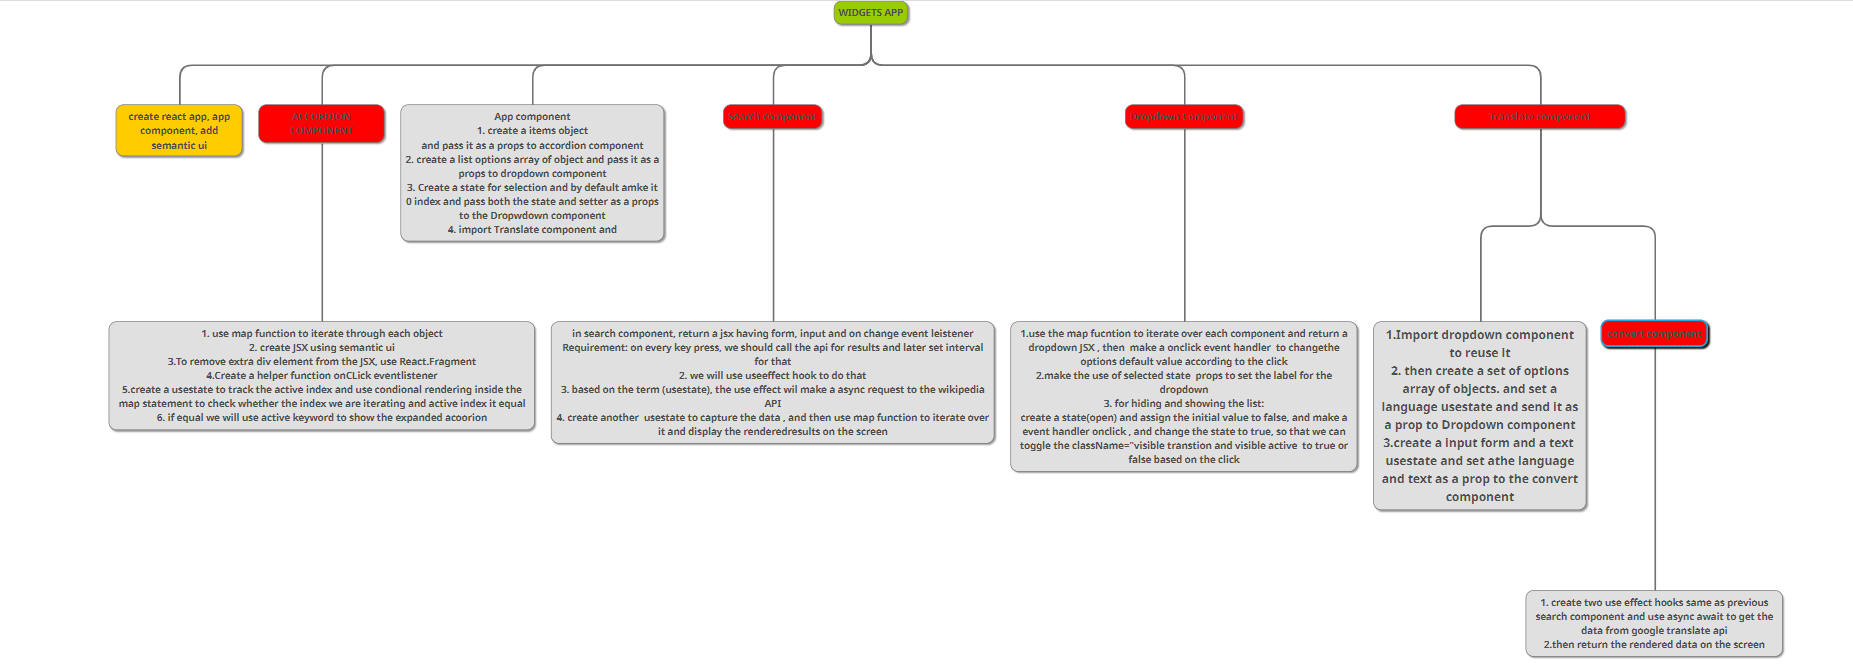 WIDGETS APP
create react app, app
component, add
semantic ui
ACCORDION
COMPONENT
App component
1. create a items object
and pass it as a props to accordion component
2. create a list options array of object and pass it as a
props to dropdown component
3. Create a state for selection and by default amke it
0 index and pass both the state and setter as a props
to the Dropwdown component
4. import Translate component and
Search component
Dropdown Component
Translate component
1. use map function to iterate through each object
2. create JSX using semantic ui
3.To remove extra div element from the JSX, use React.Fragment
4.Create a helper function onCLick eventlistener
5.create a usestate to track the active index and use condional rendering inside the
map statement to check whether the index we are iterating and active index it equal
6. if equal we will use active keyword to show the expanded acoorion
in search component, return a jsx having form, input and on change event leistener
Requirement: on every key press, we should call the api for results and later set interval
for that
2. we will use useeffect hook to do that
3. based on the term (usestate), the use effect wil make a async request to the wikipedia
API
4. create another usestate to capture the data , and then use map function to iterate over
it and display the renderedresults on the screen
1.use the map fucntion to iterate over each component and return a
dropdown JSX , then make a onclick event handler to changethe
options default value according to the click
2.make the use of selected state props to set the label for the
dropdown
3. for hiding and showing the list:
create a state(open) and assign the initial value to false, and make a
event handler onclick , and change the state to true, so that we can
toggle the className="visible transtion and visible active to true or
false based on the click
1.Import dropdown component
to reuse it
2. then create a set of options
array of objects. and set a
language usestate and send it as
a prop to Dropdown component
3.create a input form and a text
usestate and set athe language
and text as a prop to the convert
component
convert component
1. create two use effect hooks same as previous
search component and use async await to get the
data from google translate api
2.then return the rendered data on the screen